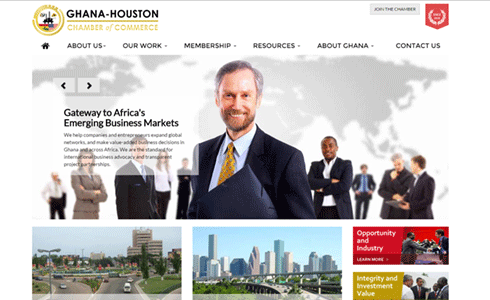 GHANA-HOUSTON
CHAMBER of COMMERCE
JOIN THE CHAMBER
ABOUT US
OUR WORK
MEMBERSHIP
RESOURCES
ABOUT GHANA
CONTACT US
Gateway to Africa's
Emerging Business Markets
We help companies and entrepreneurs expand global
networks, and make value-added business decisions in
Ghana and across Africa. We are the standard for
international business advocacy and transparent
project partnerships.
Opportunity
and
Industry
LEARN MORE
Integrity and
Investment
Value